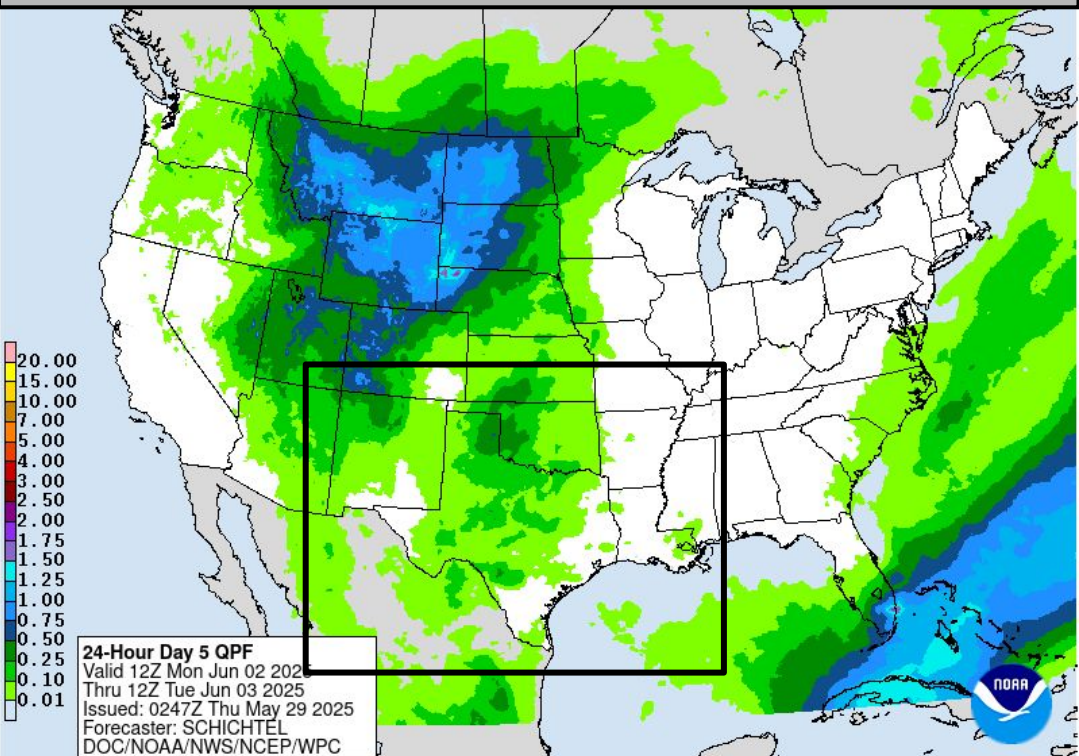 20.00
15.00
10.00
7.00
5.00
4.00
3.00
2.50
2.00
1.75
1.50
1.25
1.00
0.75
0.50
0.25
0.10
0.01
24-Hour Day 5 QPF
Valid 12Z Mon Jun 02 2025
Thru 12Z Tue Jun 03 2025
Issued: 0247Z Thu May 29 2025
Forecaster: SCHICHTEL
DOC/NOAA/NWS/NCEP/WPC
NOAA